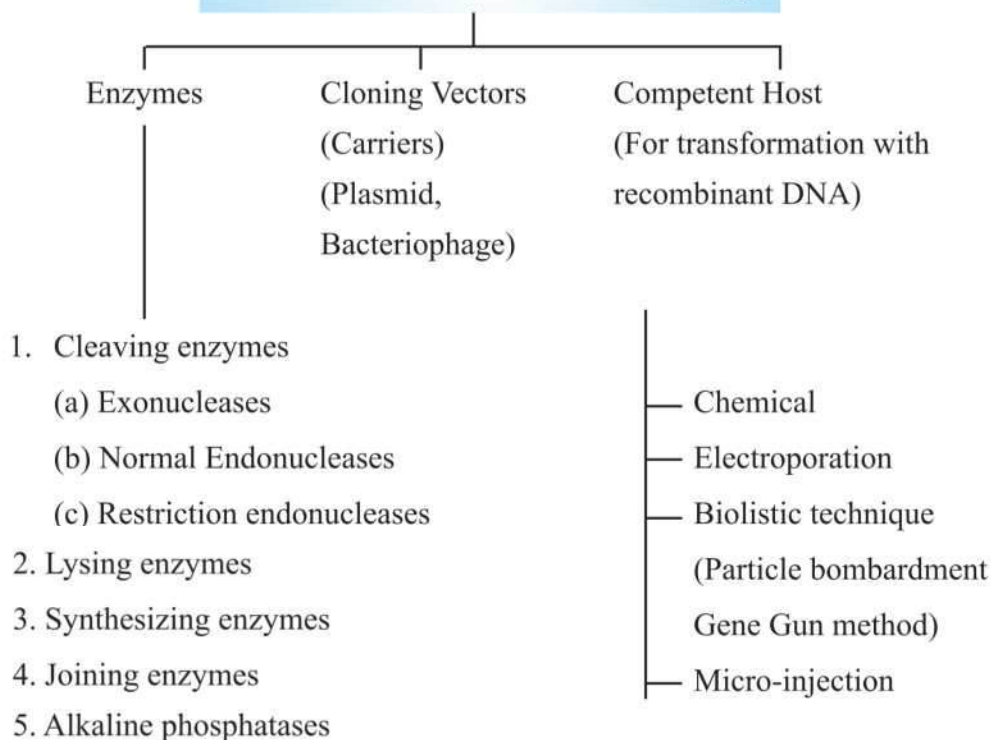 Enzymes
Cloning Vectors
(Carriers)
(Plasmid,
Bacteriophage)
Competent Host
(For transformation with
recombinant DNA)
1. Cleaving enzymes
(a) Exonucleases
(b) Normal Endonucleases
(c) Restriction endonucleases
2. Lysing enzymes
3. Synthesizing enzymes
4. Joining enzymes
5. Alkaline phosphatases
Chemical
Electroporation
Biolistic technique
(Particle bombardment
Gene Gun method)
Micro-injection